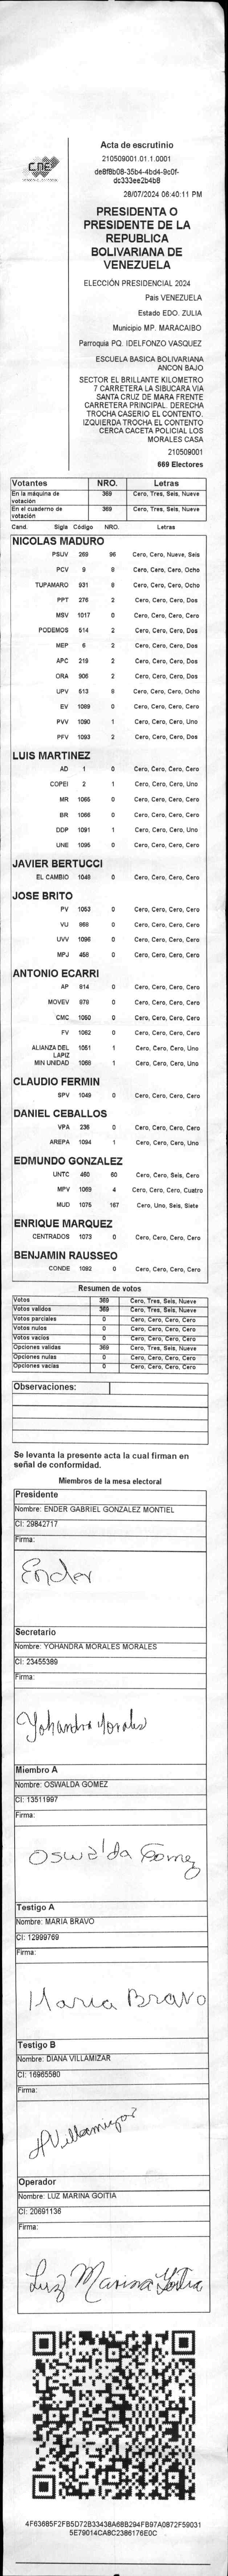 CNE
Acta de escrutinio
210509001.01.1.0001
de8f8b08-35b4-4bd4-9c0f-
dc333ee2b4b8
28/07/2024 06:40:11 PM
PRESIDENTA O
PRESIDENTE DE LA
REPUBLICA
BOLIVARIANA DE
VENEZUELA
ELECCIÓN PRESIDENCIAL 2024
País VENEZUELA
Estado EDO. ZULIA
Municipio MP. MARACAIBO
Parroquia PQ. IDELFONZO VASQUEZ
ESCUELA BASICA BOLIVARIANA
ANCON BAJO
SECTOR EL BRILLANTE KILOMETRO
7 CARRETERA LA SIBUCARA VIA
SANTA CRUZ DE MARA FRENTE
CARRETERA PRINCIPAL. DERECHA
TROCHA CASERIO EL CONTENTO.
IZQUIERDA TROCHA EL CONTENTO
CERCA CACETA POLICIAL LOS
MORALES CASA
210509001
669 Electores
Votantes NRO. Letras
En la máquina de votación 369 Cero, Tres, Seis, Nueve
En el cuaderno de votación 369 Cero, Tres, Seis, Nueve
Cand. Sigla Código NRO. Letras
NICOLAS MADURO
PSUV 269 96 Cero, Cero, Nueve, Seis
PCV 9 8 Cero, Cero, Cero, Ocho
TUPAMARO 931 8 Cero, Cero, Cero, Ocho
PPT 276 2 Cero, Cero, Cero, Dos
MSV 1017 0 Cero, Cero, Cero, Cero
PODEMOS 514 2 Cero, Cero, Cero, Dos
MEP 6 2 Cero, Cero, Cero, Dos
APC 219 2 Cero, Cero, Cero, Dos
ORA 906 2 Cero, Cero, Cero, Dos
UPV 513 8 Cero, Cero, Cero, Ocho
EV 1089 0 Cero, Cero, Cero, Cero
PVV 1090 1 Cero, Cero, Cero, Uno
PFV 1093 2 Cero, Cero, Cero, Dos
LUIS MARTINEZ
AD 1 0 Cero, Cero, Cero, Cero
COPEI 2 1 Cero, Cero, Cero, Uno
MR 1065 0 Cero, Cero, Cero, Cero
BR 1066 0 Cero, Cero, Cero, Cero
DDP 1091 1 Cero, Cero, Cero, Uno
UNE 1095 0 Cero, Cero, Cero, Cero
JAVIER BERTUCCI
EL CAMBIO 1048 0 Cero, Cero, Cero, Cero
JOSE BRITO
PV 1053 0 Cero, Cero, Cero, Cero
VU 868 0 Cero, Cero, Cero, Cero
UVV 1096 0 Cero, Cero, Cero, Cero
MPJ 458 0 Cero, Cero, Cero, Cero
ANTONIO ECARRI
AP 814 0 Cero, Cero, Cero, Cero
MOVEV 979 0 Cero, Cero, Cero, Cero
CMC 1050 0 Cero, Cero, Cero, Cero
FV 1062 0 Cero, Cero, Cero, Cero
ALIANZA DEL LAPIZ 1051 1 Cero, Cero, Cero, Uno
MIN UNIDAD 1068 1 Cero, Cero, Cero, Uno
CLAUDIO FERMIN
SPV 1049 0 Cero, Cero, Cero, Cero
DANIEL CEBALLOS
VPA 236 0 Cero, Cero, Cero, Cero
AREPA 1094 1 Cero, Cero, Cero, Uno
EDMUNDO GONZALEZ
UNTC 460 60 Cero, Cero, Seis, Cero
MPV 1069 4 Cero, Cero, Cero, Cuatro
MUD 1075 167 Cero, Uno, Seis, Siete
ENRIQUE MARQUEZ
CENTRADOS 1073 0 Cero, Cero, Cero, Cero
BENJAMIN RAUSSEO
CONDE 1092 0 Cero, Cero, Cero, Cero
Resumen de votos
Votos 369 Cero, Tres, Seis, Nueve
Votos validos 369 Cero, Tres, Seis, Nueve
Votos parciales 0 Cero, Cero, Cero, Cero
Votos nulos 0 Cero, Cero, Cero, Cero
Votos vacíos 0 Cero, Cero, Cero, Cero
Opciones validas 369 Cero, Tres, Seis, Nueve
Opciones nulas 0 Cero, Cero, Cero, Cero
Opciones vacias 0 Cero, Cero, Cero, Cero
Observaciones:
Se levanta la presente acta la cual firman en
señal de conformidad.
Miembros de la mesa electoral
Presidente
Nombre: ENDER GABRIEL GONZALEZ MONTIEL
CI: 29842717
Firma:
Ender
Secretario
Nombre: YOHANDRA MORALES MORALES
CI: 23455389
Firma:
Yohandra Morales
Miembro A
Nombre: OSWALDA GOMEZ
CI: 13511997
Firma:
Oswalda Gomez
Testigo A
Nombre: MARIA BRAVO
CI: 12999769
Firma:
Maria Bravo
Testigo B
Nombre: DIANA VILLAMIZAR
CI: 16965580
Firma:
DVillamizar
Operador
Nombre: LUZ MARINA GOITIA
CI: 20691136
Firma:
Luz Marina Goitia
4F63685F2FB5D72B33438A68B294FB97A0872F59031
5E79014CA8C2386176E0C